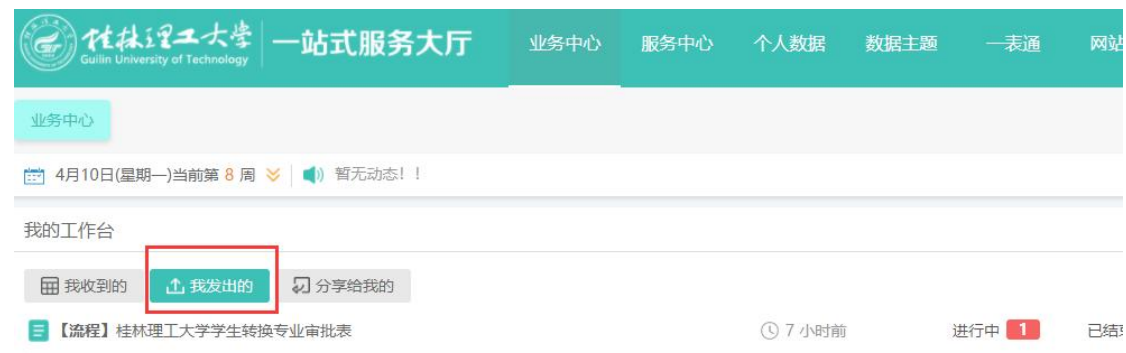 桂林理工大学 一站式服务大厅 业务中心 服务中心 个人数据 数据主题 一表通 网站
Guilin University of Technology
业务中心
4月10日(星期一)当前第 8 周 暂无动态！！
我的工作台
我收到的 我发出的 分享给我的
【流程】桂林理工大学学生转换专业审批表 7 小时前 进行中 1 已结